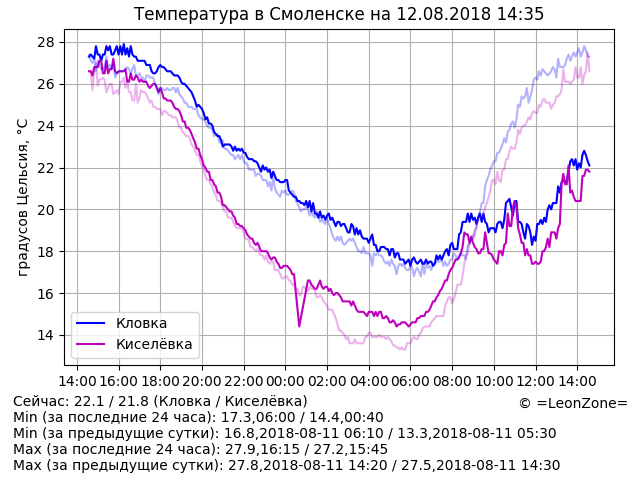 Температура в Смоленске на 12.08.2018 14:35
градусов Цельсия, °C
28
26
24
22
20
18
16
14
Кловка
Киселёвка
14:00 16:00 18:00 20:00 22:00 00:00 02:00 04:00 06:00 08:00 10:00 12:00 14:00
Сейчас: 22.1 / 21.8 (Кловка / Киселёвка)
© =LeonZone=
Min (за последние 24 часа): 17.3,06:00 / 14.4,00:40
Min (за предыдущие сутки): 16.8,2018-08-11 06:10 / 13.3,2018-08-11 05:30
Max (за последние 24 часа): 27.9,16:15 / 27.2,15:45
Max (за предыдущие сутки): 27.8,2018-08-11 14:20 / 27.5,2018-08-11 14:30